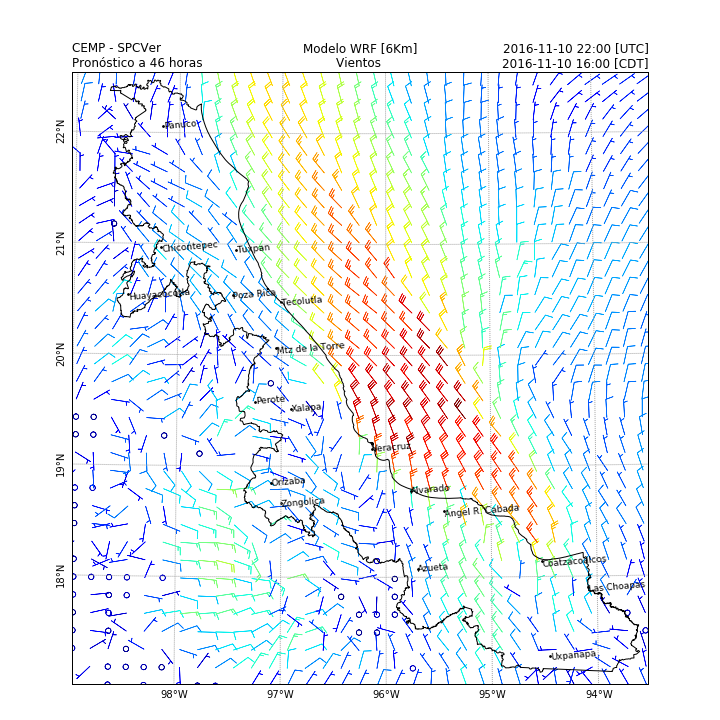 CEMP - SPCVer Modelo WRF [6Km] 2016-11-10 22:00 [UTC]
Pronóstico a 46 horas Vientos 2016-11-10 16:00 [CDT]
22°N
Panuco
21°N
Chicontepec Tuxpan
Huayacocotla Poza Rica Tecolutla
20°N
Mtz de la Torre
Perote Xalapa
19°N
Veracruz
Orizaba Alvarado
Zongolica Angel R. Cabada
18°N
Azueta Coatzacoalcos
Las Choapas
Uxpanapa
98°W 97°W 96°W 95°W 94°W